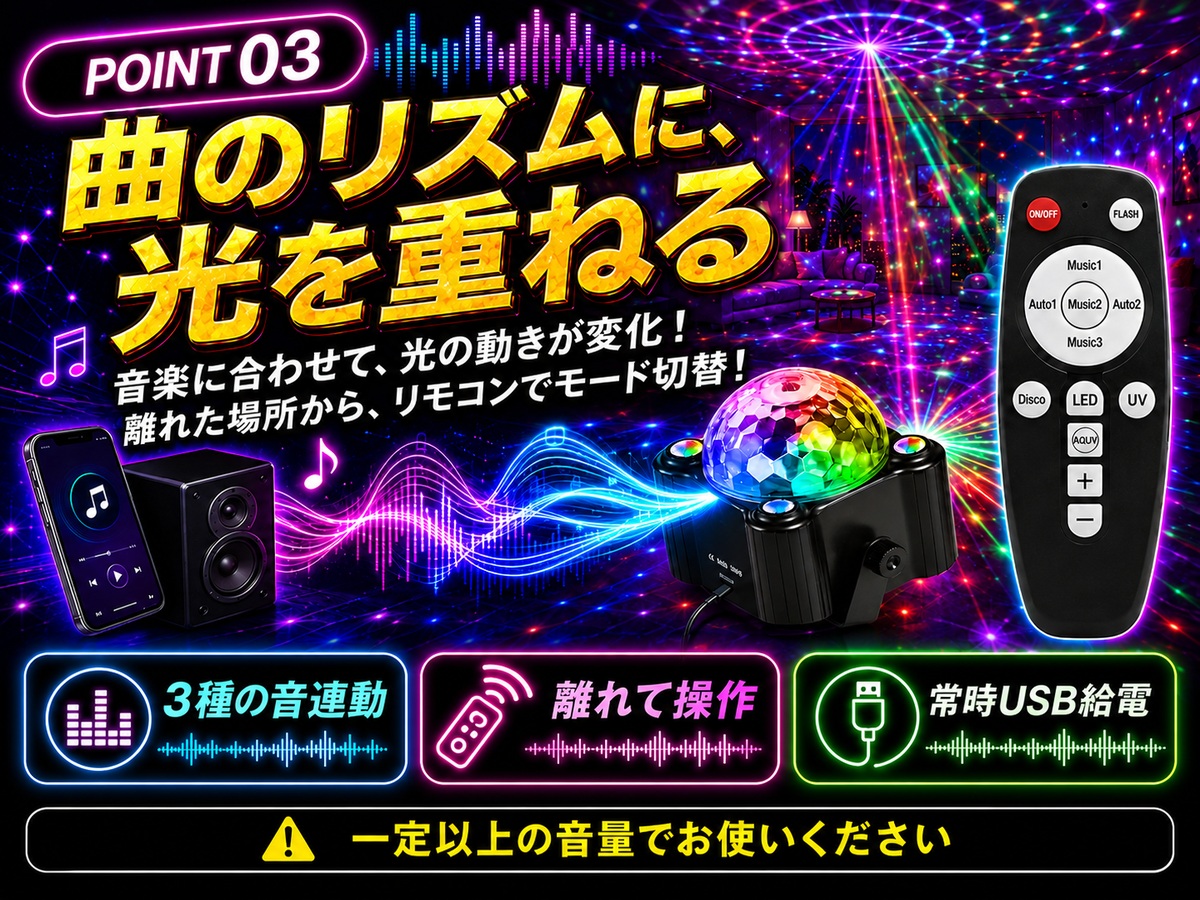 POINT 03
曲のリズムに、
光を重ねる
音楽に合わせて、光の動きが変化！
離れた場所から、リモコンでモード切替！
ON/OFF
FLASH
Music1
Auto1
Music2
Auto2
Music3
Disco
LED
UV
AQUV
+
−
3種の音連動
離れて操作
常時USB給電
一定以上の音量でお使いください